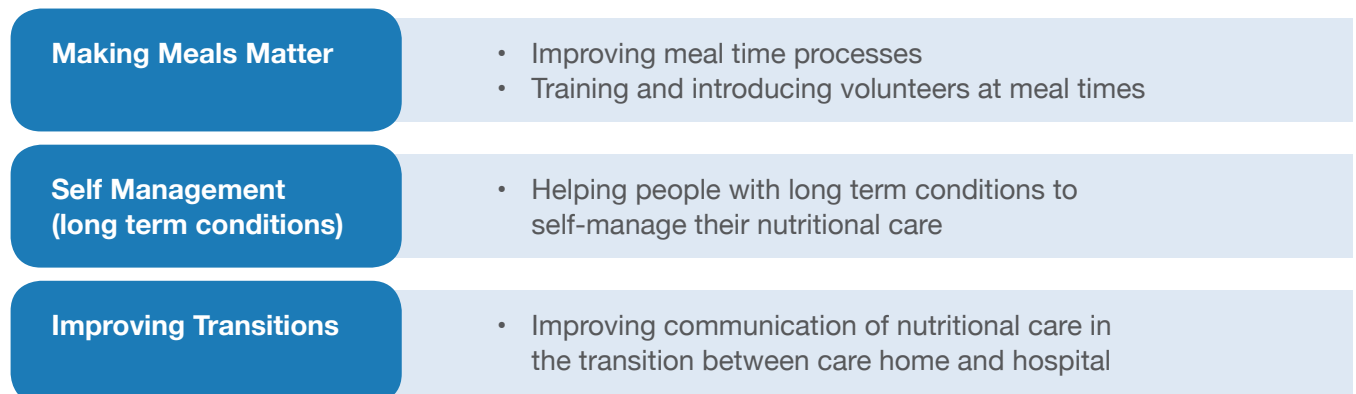 Making Meals Matter
• Improving meal time processes
• Training and introducing volunteers at meal times
Self Management
(long term conditions)
• Helping people with long term conditions to
self-manage their nutritional care
Improving Transitions
• Improving communication of nutritional care in
the transition between care home and hospital